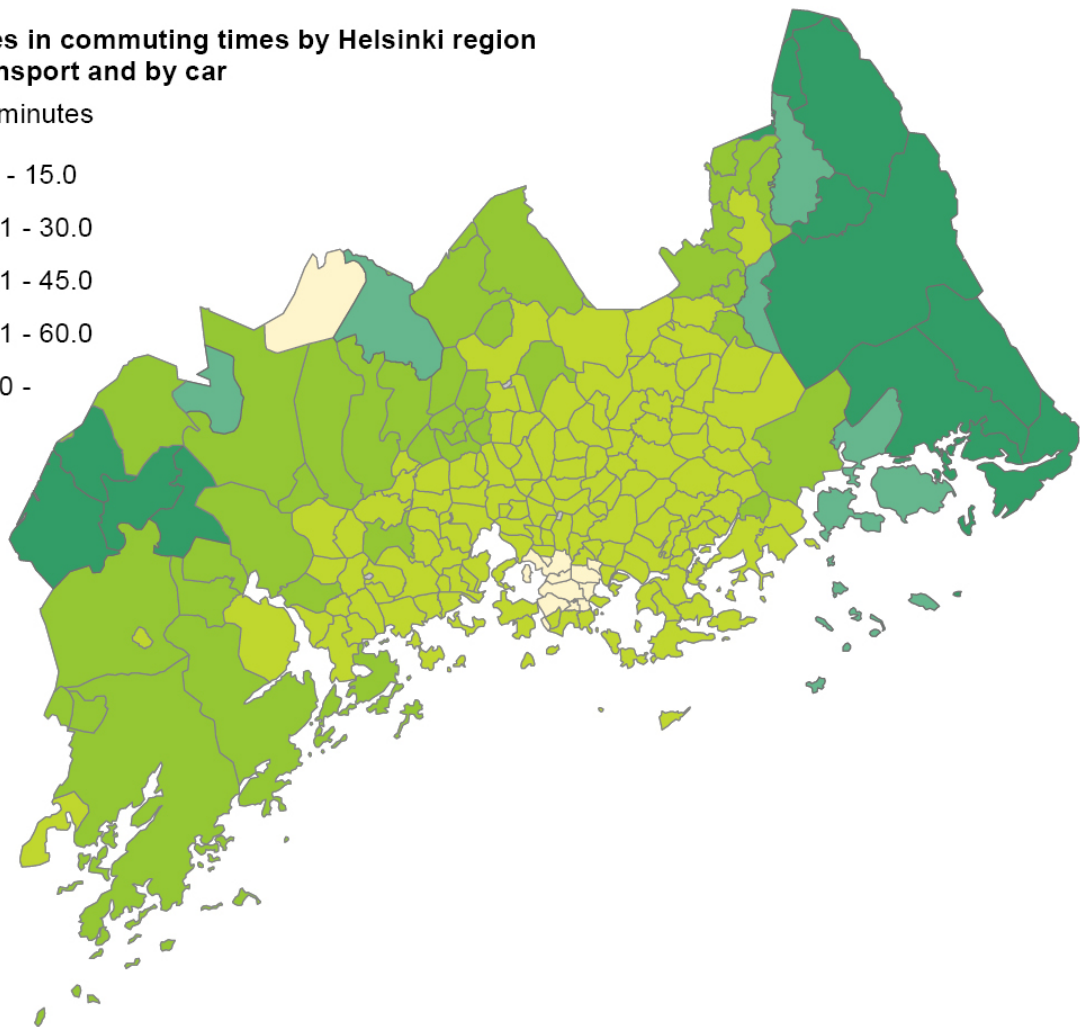 es in commuting times by Helsinki region
nsport and by car
minutes
- 15.0
1 - 30.0
1 - 45.0
1 - 60.0
0 -